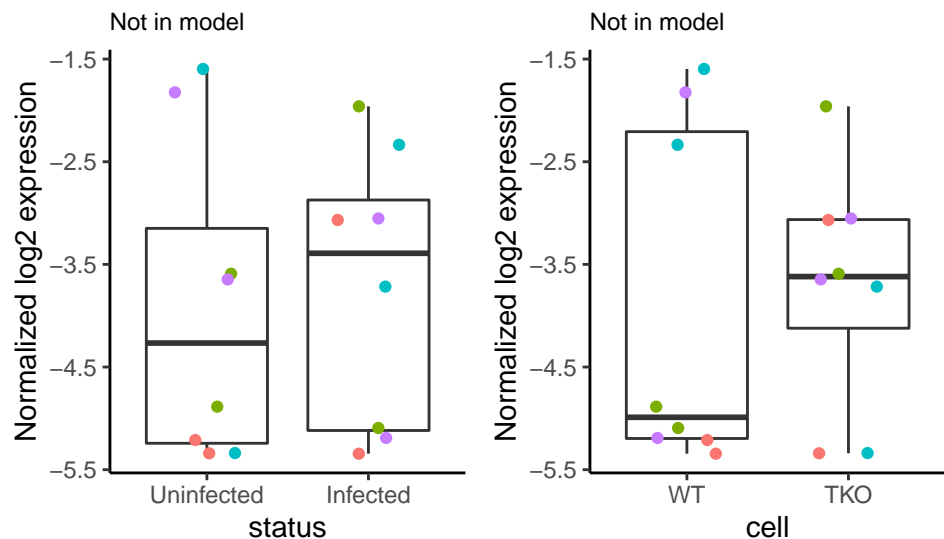 Not in model
Normalized log2 expression
−1.5
−2.5
−3.5
−4.5
−5.5
Uninfected
Infected
status
Not in model
Normalized log2 expression
−1.5
−2.5
−3.5
−4.5
−5.5
WT
TKO
cell